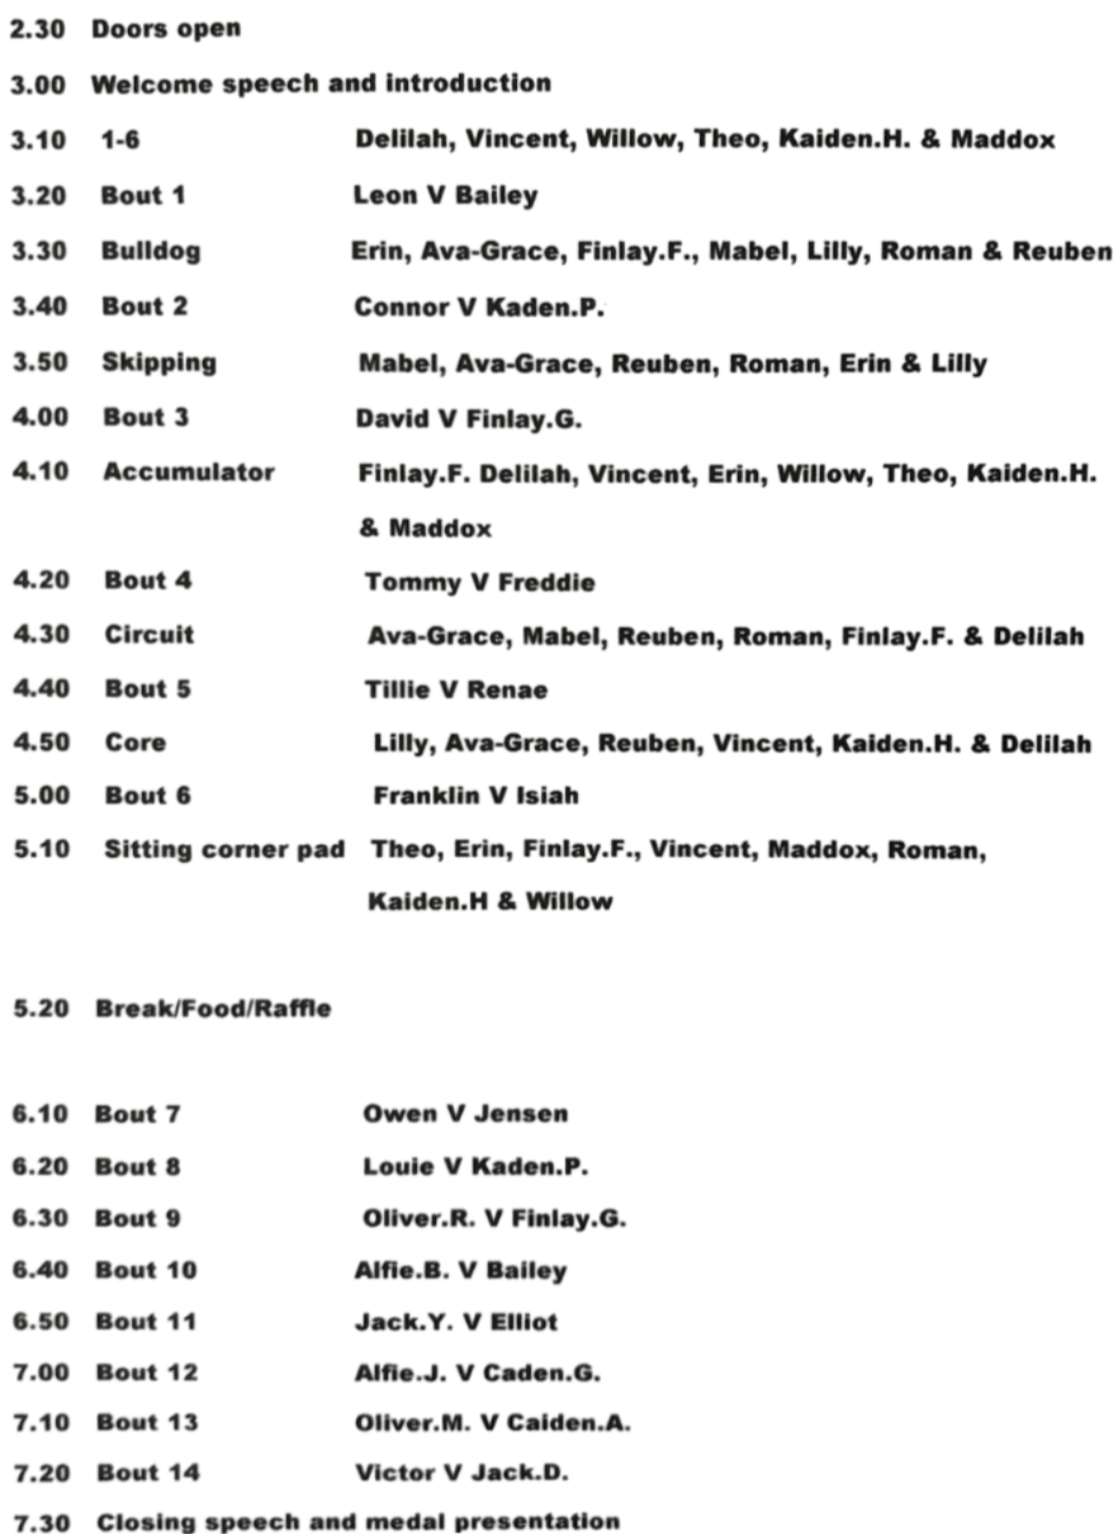 2.30 Doors open
3.00 Welcome speech and introduction
3.10 1-6 Delilah, Vincent, Willow, Theo, Kaiden.H. & Maddox
3.20 Bout 1 Leon V Bailey
3.30 Bulldog Erin, Ava-Grace, Finlay.F., Mabel, Lilly, Roman & Reuben
3.40 Bout 2 Connor V Kaden.P.
3.50 Skipping Mabel, Ava-Grace, Reuben, Roman, Erin & Lilly
4.00 Bout 3 David V Finlay.G.
4.10 Accumulator Finlay.F. Delilah, Vincent, Erin, Willow, Theo, Kaiden.H.
& Maddox
4.20 Bout 4 Tommy V Freddie
4.30 Circuit Ava-Grace, Mabel, Reuben, Roman, Finlay.F. & Delilah
4.40 Bout 5 Tillie V Renae
4.50 Core Lilly, Ava-Grace, Reuben, Vincent, Kaiden.H. & Delilah
5.00 Bout 6 Franklin V Isiah
5.10 Sitting corner pad Theo, Erin, Finlay.F., Vincent, Maddox, Roman,
Kaiden.H & Willow
5.20 Break/Food/Raffle
6.10 Bout 7 Owen V Jensen
6.20 Bout 8 Louie V Kaden.P.
6.30 Bout 9 Oliver.R. V Finlay.G.
6.40 Bout 10 Alfie.B. V Bailey
6.50 Bout 11 Jack.Y. V Elliot
7.00 Bout 12 Alfie.J. V Caden.G.
7.10 Bout 13 Oliver.M. V Caiden.A.
7.20 Bout 14 Victor V Jack.D.
7.30 Closing speech and medal presentation